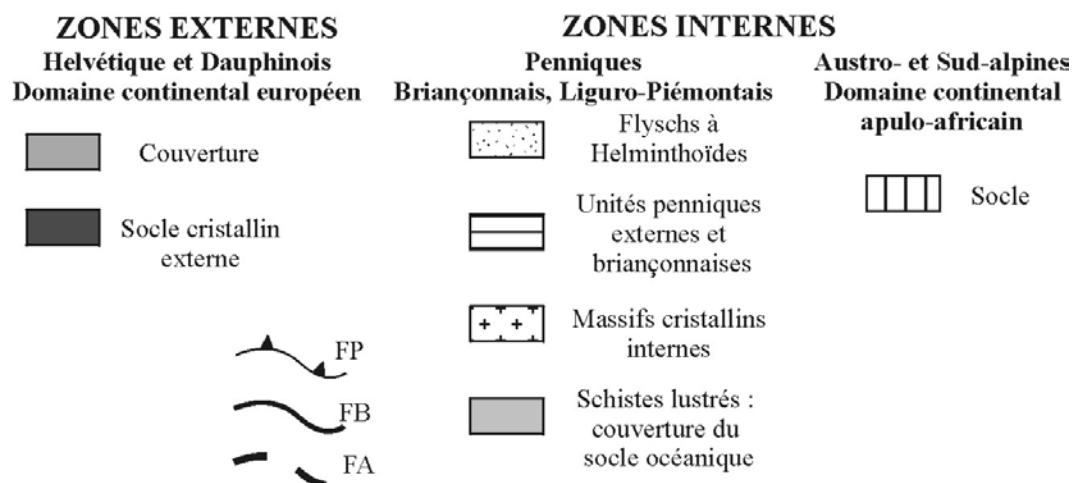 ZONES EXTERNES
Helvétique et Dauphinois
Domaine continental européen
Couverture
Socle cristallin
externe
FP
FB
FA
ZONES INTERNES
Penniques
Briançonnais, Liguro-Piémontais
Flyschs à
Helminthoïdes
Unités penniques
externes et
briançonnaises
Massifs cristallins
internes
Schistes lustrés :
couverture du
socle océanique
Austro- et Sud-alpines
Domaine continental
apulo-africain
Socle